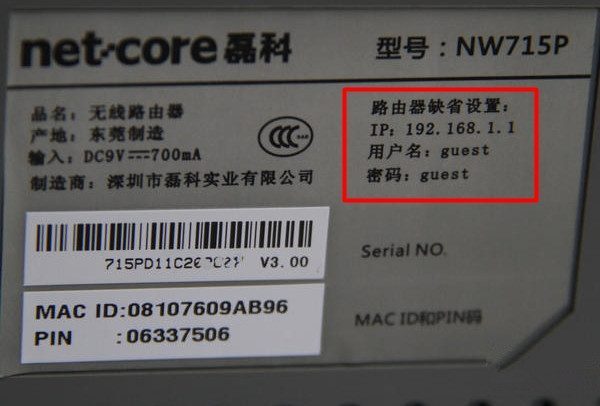 net·core 磊科
型号：NW715P
品名：无线路由器
产地：东莞制造
输入：DC9V⎓700mA
制造商：深圳市磊科实业有限公司
路由器缺省设置：
IP：192.168.1.1
用户名：guest
密码：guest
V3.00
Serial NO.
MAC ID:08107609AB96
PIN :06337506
MAC ID和PIN码